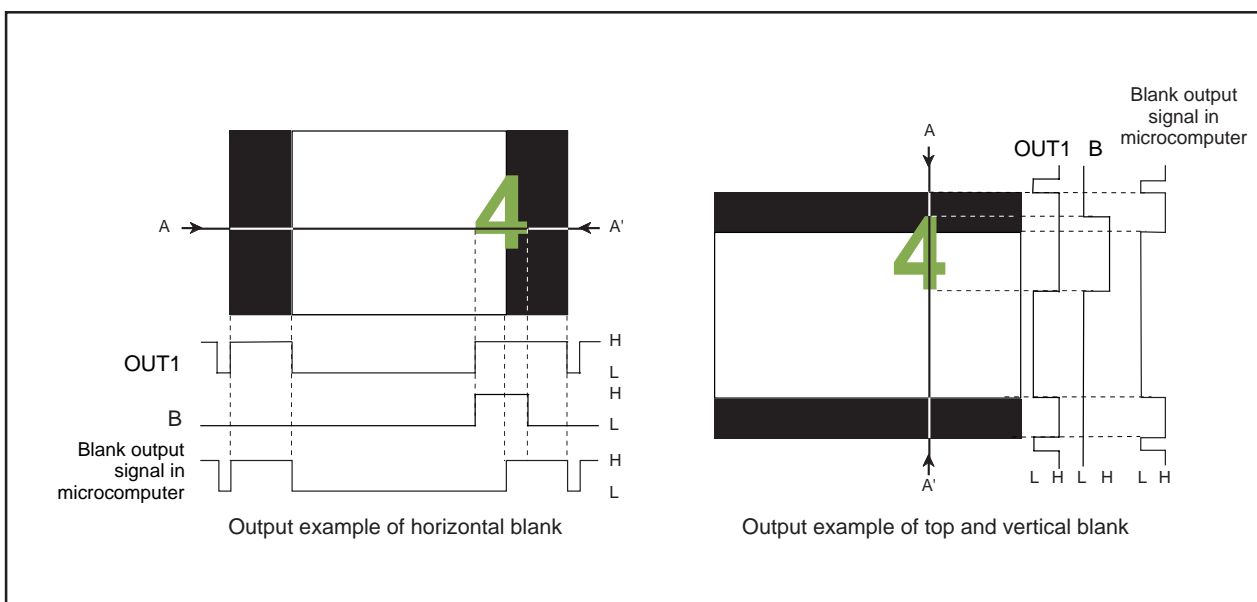 4
A
A'
OUT1
H
L
B
H
L
Blank output
signal in
microcomputer
H
L
Output example of horizontal blank
Blank output
signal in
microcomputer
OUT1 B
A
4
A'
L H L H L H
Output example of top and vertical blank